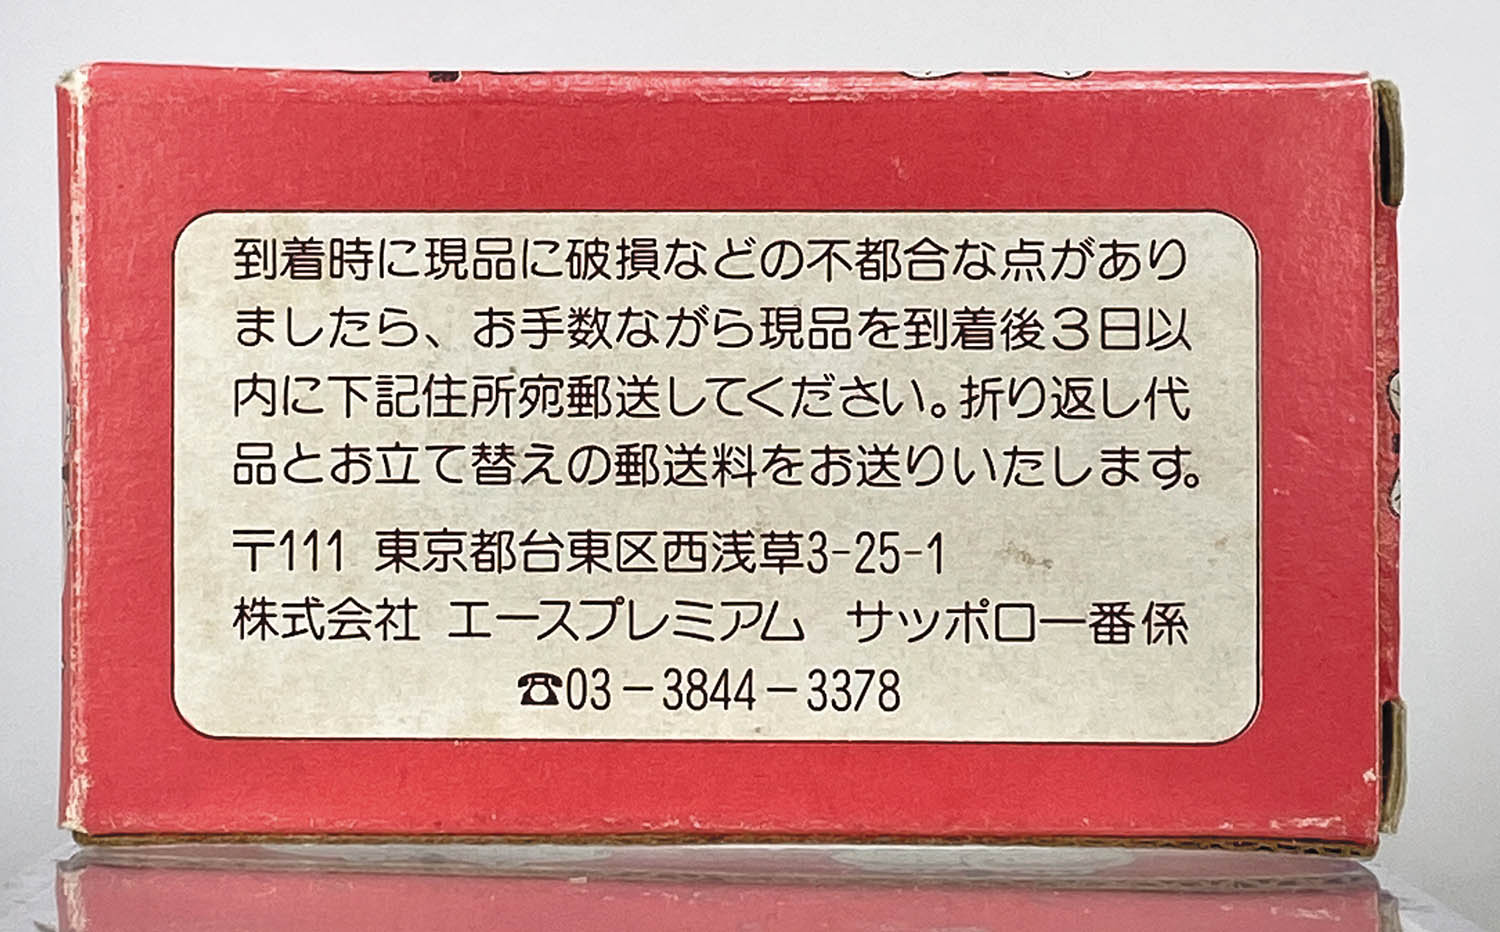 到着時に現品に破損などの不都合な点があり
ましたら、お手数ながら現品を到着後3日以
内に下記住所宛郵送してください。折り返し代
品とお立て替えの郵送料をお送りいたします。
〒111 東京都台東区西浅草3-25-1
株式会社 エースプレミアム サッポロ一番係
☎03-3844-3378